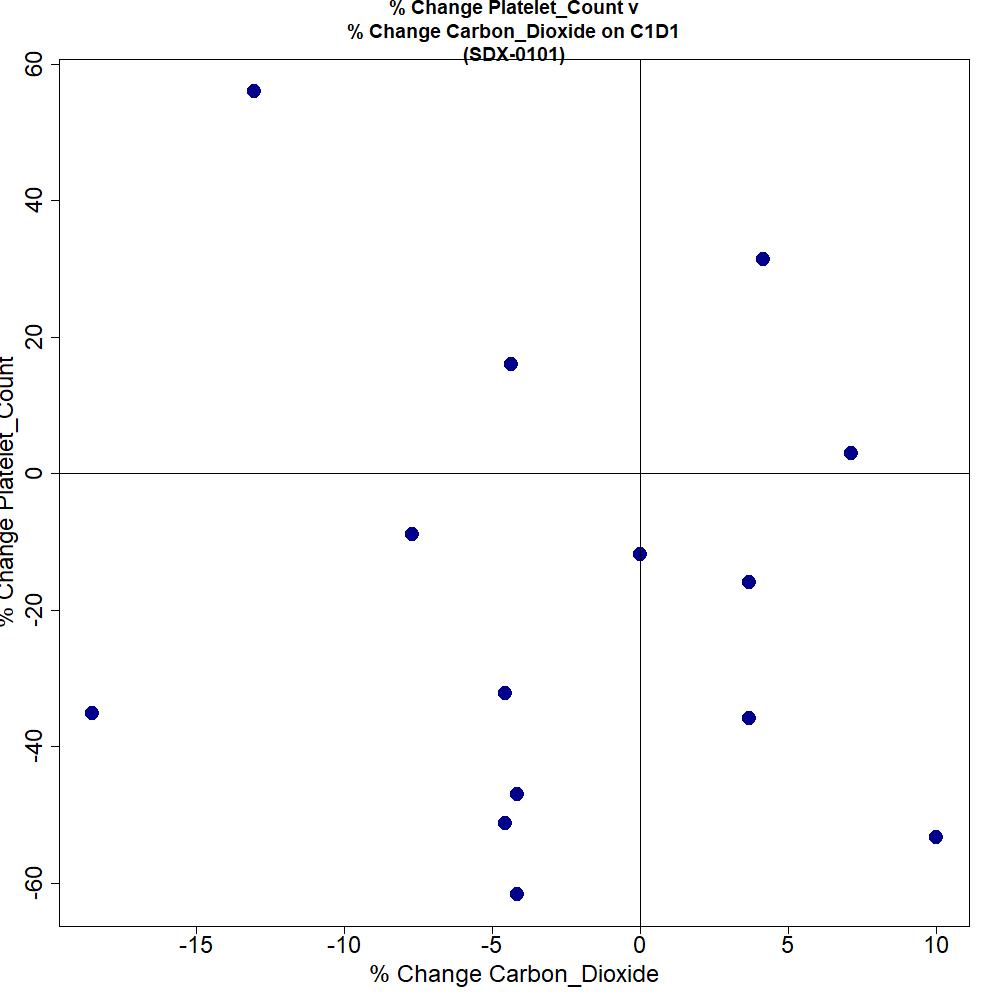 % Change Platelet_Count v
% Change Carbon_Dioxide on C1D1
(SDX-0101)
% Change Platelet_Count
60
40
20
0
-20
-40
-60
-15
-10
-5
0
5
10
% Change Carbon_Dioxide